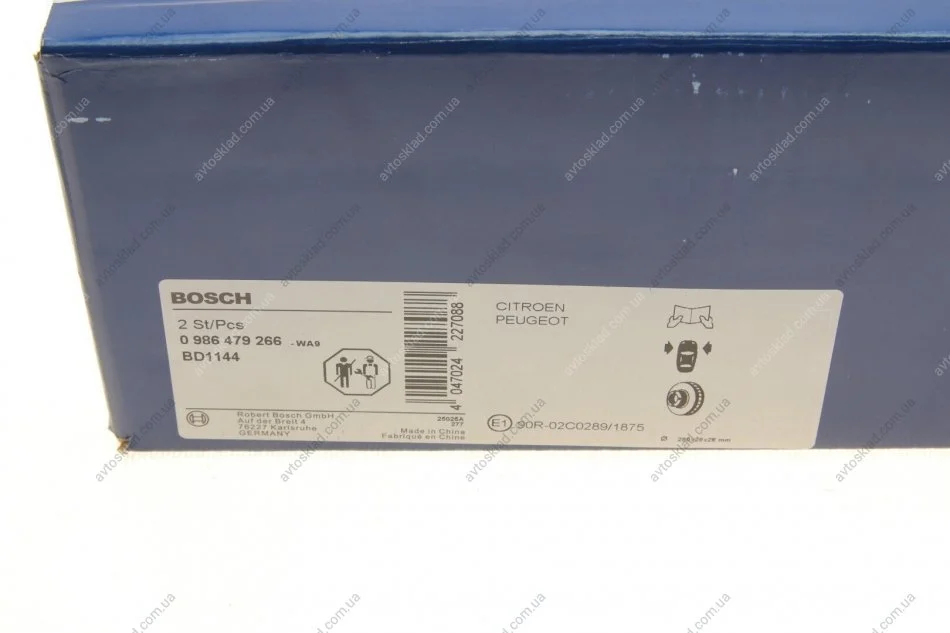 BOSCH
2 St/Pcs
0 986 479 266 -WA9
BD1144
Robert Bosch GmbH
Auf der Breit 4
76227 Karlsruhe
GERMANY
4 047024 227088
25025A
277
Made in China
Fabriqué en Chine
CITROEN
PEUGEOT
E1 90R-02C0289/1875
avtosklad.com.ua